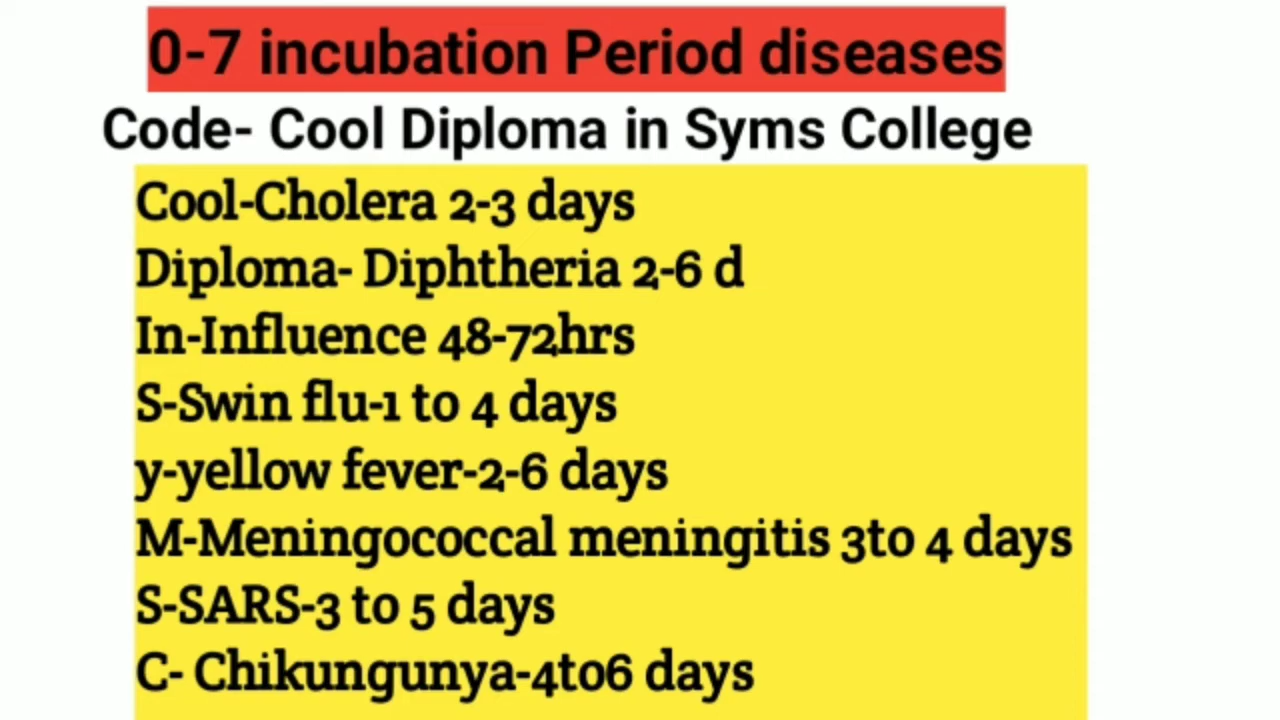 0-7 incubation Period diseases
Code- Cool Diploma in Syms College
Cool-Cholera 2-3 days
Diploma- Diphtheria 2-6 d
In-Influence 48-72hrs
S-Swin flu-1 to 4 days
y-yellow fever-2-6 days
M-Meningococcal meningitis 3to 4 days
S-SARS-3 to 5 days
C- Chikungunya-4to6 days